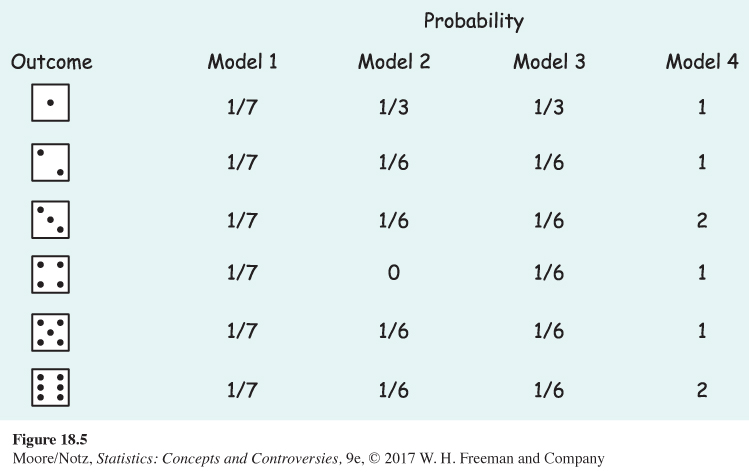 Probability
Outcome Model 1 Model 2 Model 3 Model 4
1/7 1/3 1/3 1
1/7 1/6 1/6 1
1/7 1/6 1/6 2
1/7 0 1/6 1
1/7 1/6 1/6 1
1/7 1/6 1/6 2
Figure 18.5
Moore/Notz, Statistics: Concepts and Controversies, 9e, © 2017 W. H. Freeman and Company